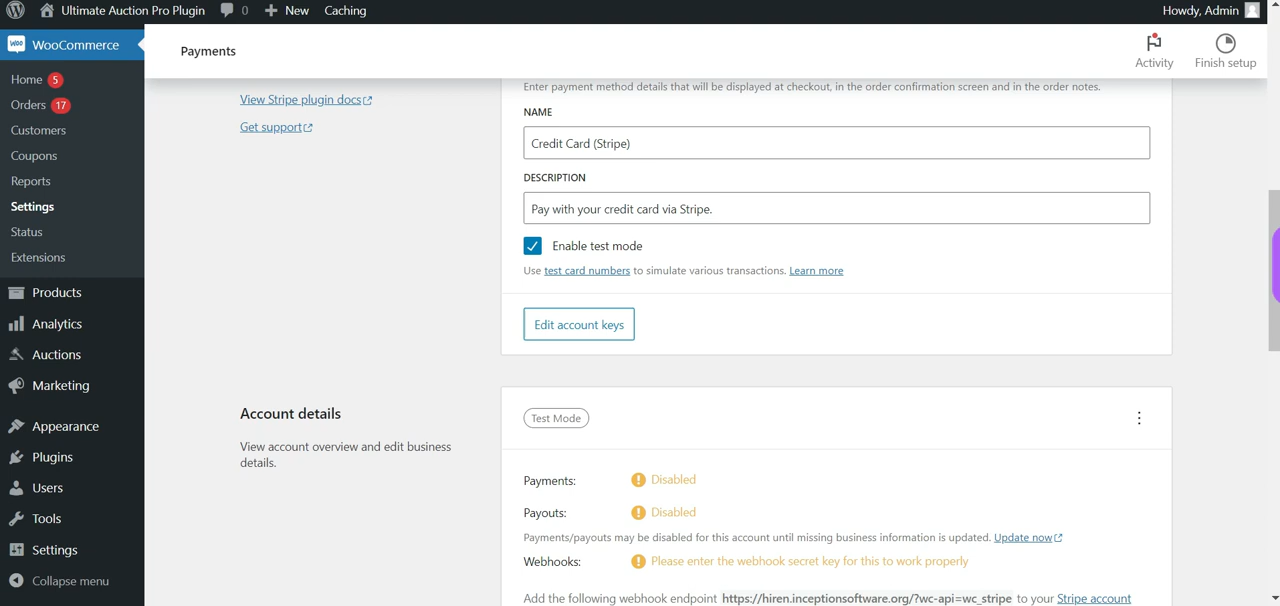 Ultimate Auction Pro Plugin 0 New Caching Howdy, Admin
Woo WooCommerce
Payments
Activity
Finish setup
Home 5
Orders 17
Customers
Coupons
Reports
Settings
Status
Extensions
Products
Analytics
Auctions
Marketing
Appearance
Plugins
Users
Tools
Settings
Collapse menu
View Stripe plugin docs
Get support
Enter payment method details that will be displayed at checkout, in the order confirmation screen and in the order notes.
NAME
Credit Card (Stripe)
DESCRIPTION
Pay with your credit card via Stripe.
Enable test mode
Use test card numbers to simulate various transactions. Learn more
Edit account keys
Account details
View account overview and edit business
details.
Test Mode
Payments: Disabled
Payouts: Disabled
Payments/payouts may be disabled for this account until missing business information is updated. Update now
Webhooks: Please enter the webhook secret key for this to work properly
Add the following webhook endpoint https://hiren.inceptionsoftware.org/?wc-api=wc_stripe to your Stripe account